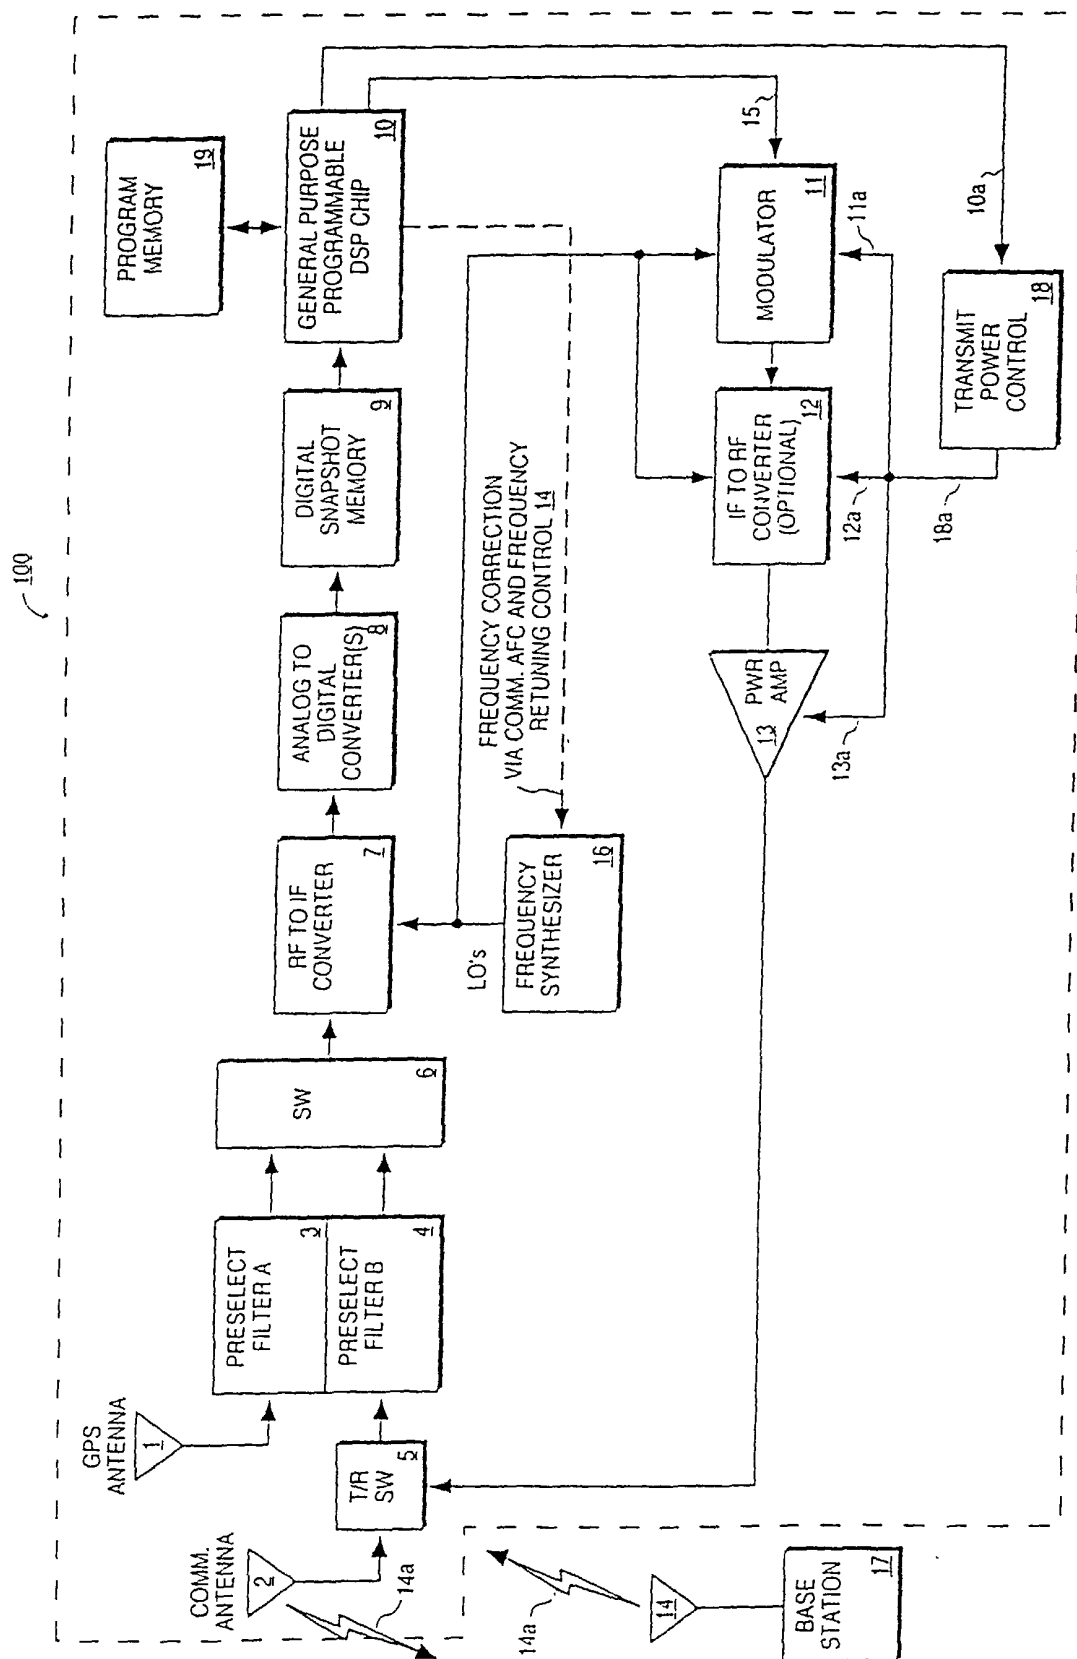 100
GPS
ANTENNA
1
COMM.
ANTENNA
2
14a
T/R
SW
5
PRESELECT
FILTER A
3
PRESELECT
FILTER B
4
SW
6
RF TO IF
CONVERTER
7
ANALOG TO
DIGITAL
CONVERTER(S)
8
DIGITAL
SNAPSHOT
MEMORY
9
GENERAL PURPOSE
PROGRAMMABLE
DSP CHIP
10
PROGRAM
MEMORY
19
LO's
FREQUENCY
SYNTHESIZER
16
FREQUENCY CORRECTION
VIA COMM. AFC AND FREQUENCY
RETUNING CONTROL 14
15
MODULATOR
11
11a
10a
IF TO RF
CONVERTER
(OPTIONAL)
12
12a
PWR
AMP
13
13a
18a
TRANSMIT
POWER
CONTROL
18
14a
14
BASE
STATION
17